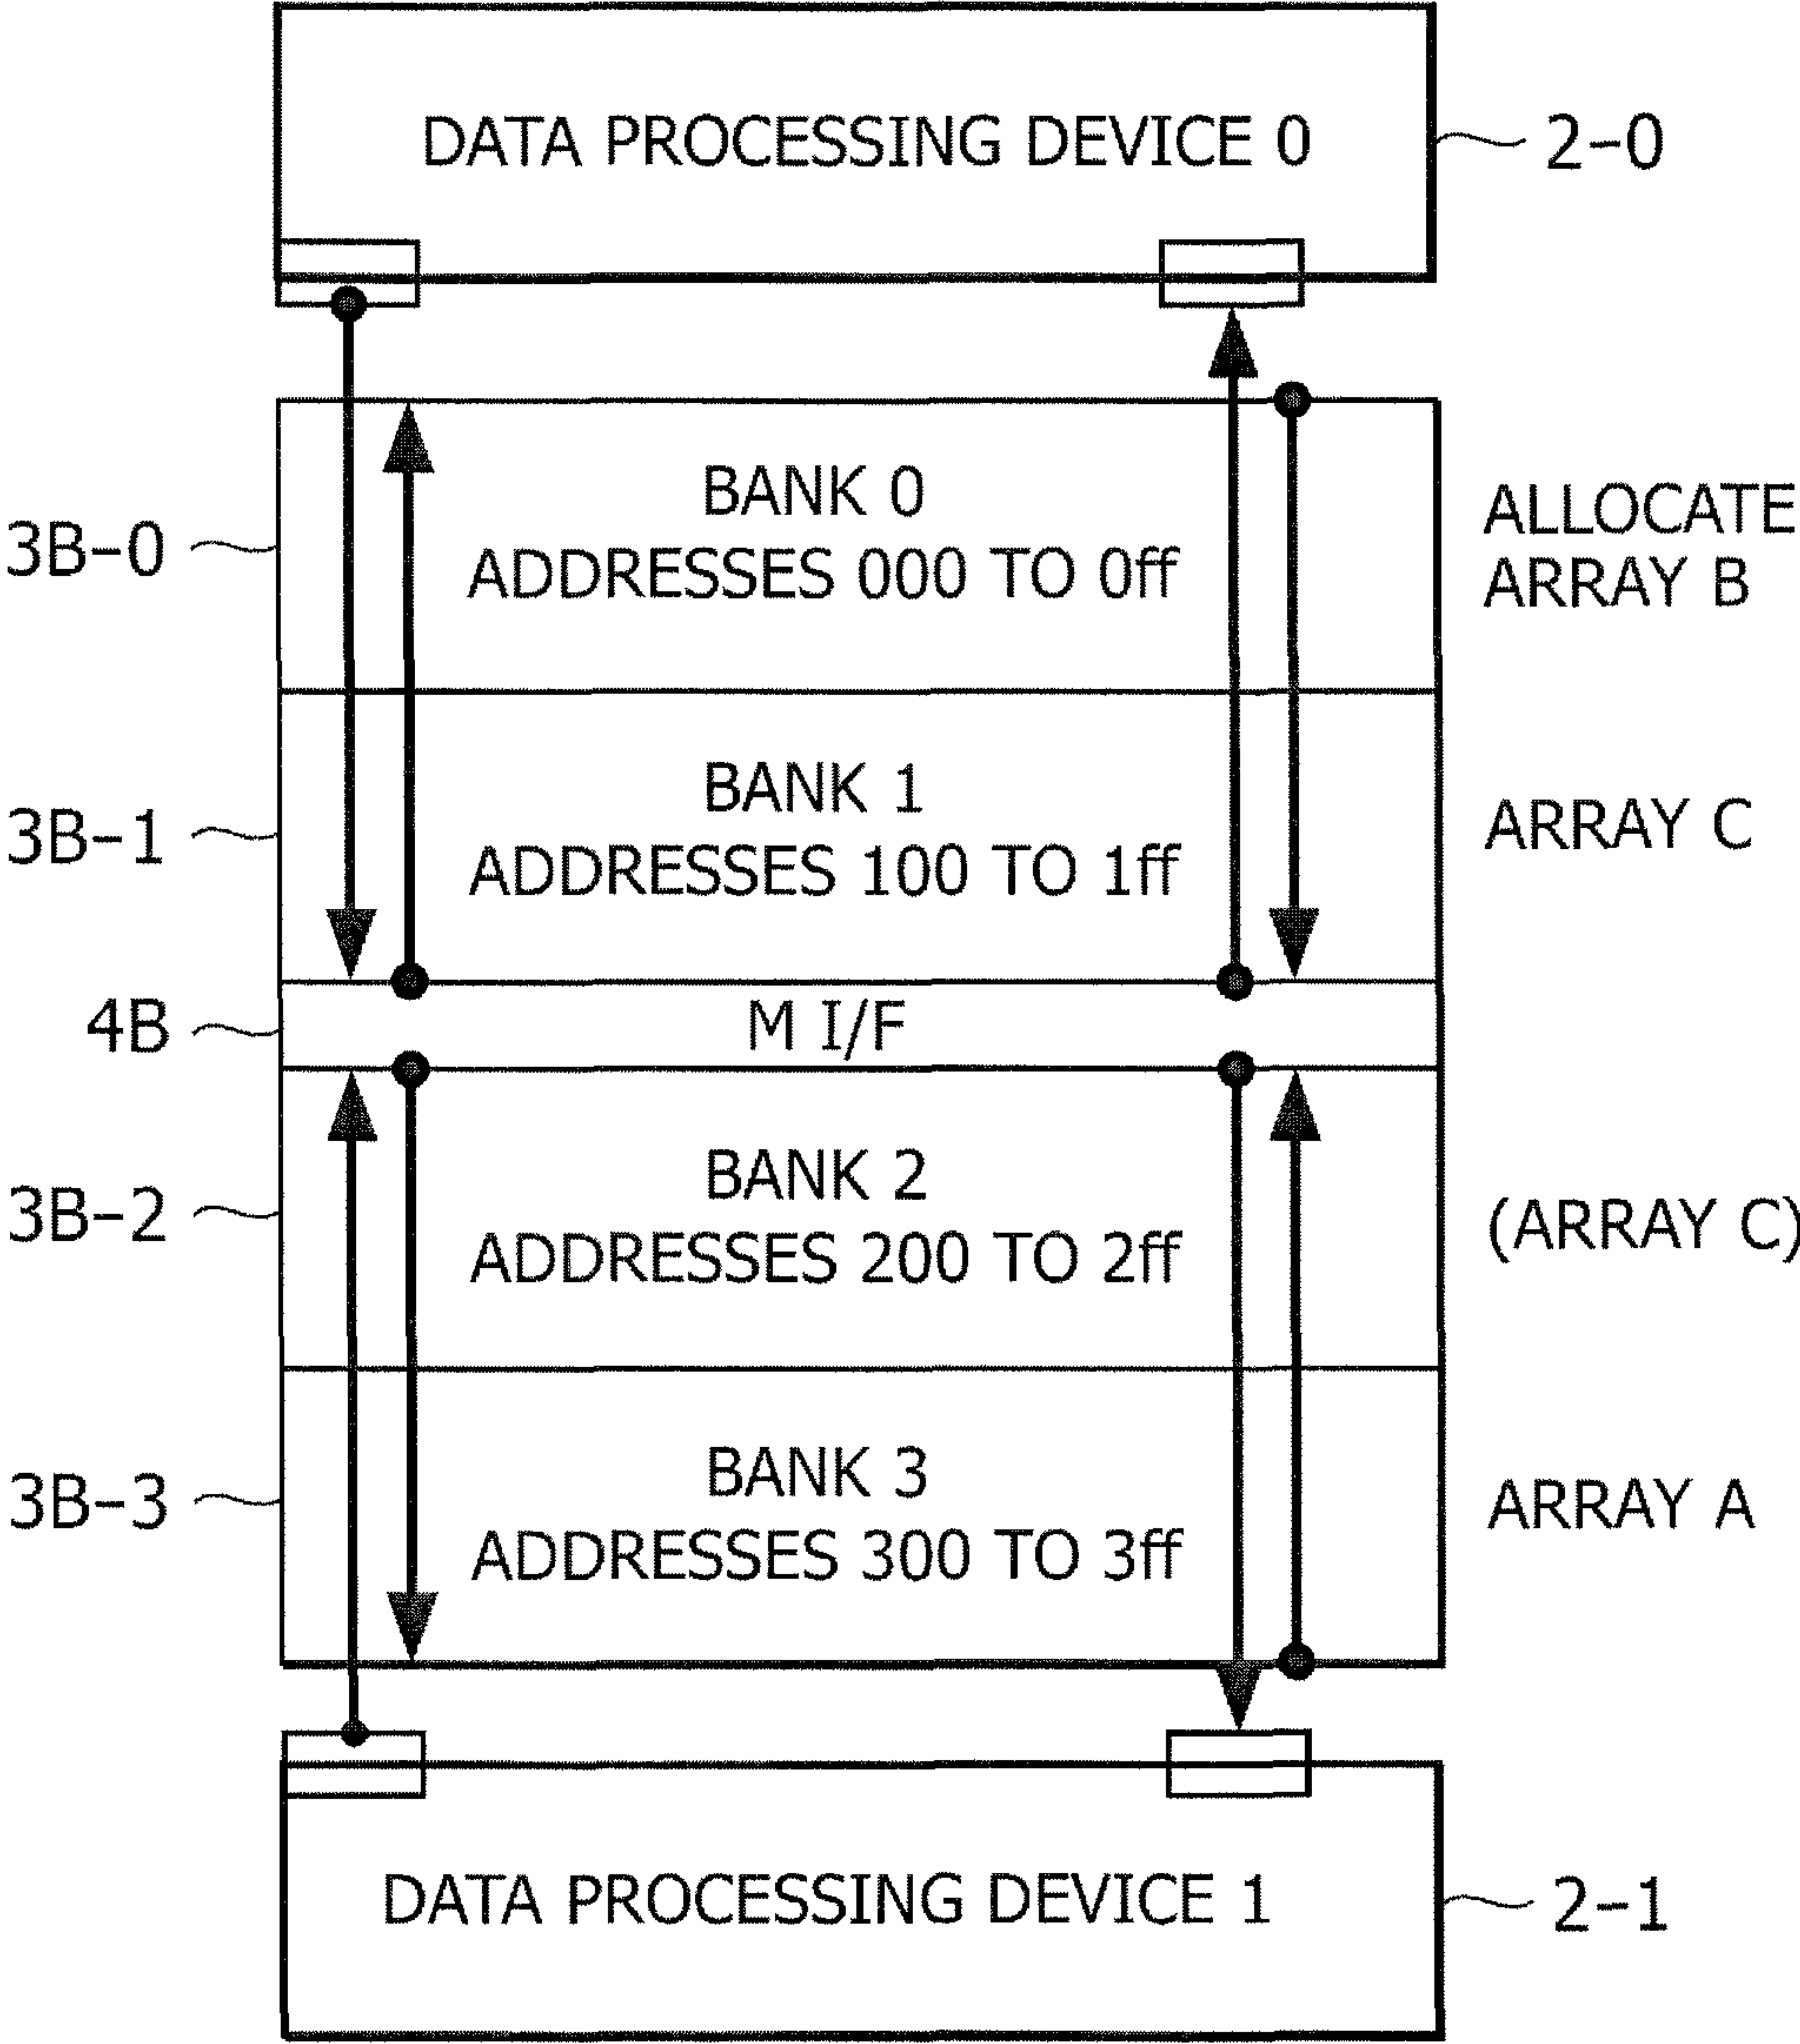 DATA PROCESSING DEVICE 0
2-0
3B-0
BANK 0
ADDRESSES 000 TO 0ff
ALLOCATE
ARRAY B
3B-1
BANK 1
ADDRESSES 100 TO 1ff
ARRAY C
4B
M I/F
3B-2
BANK 2
ADDRESSES 200 TO 2ff
(ARRAY C)
3B-3
BANK 3
ADDRESSES 300 TO 3ff
ARRAY A
DATA PROCESSING DEVICE 1
2-1